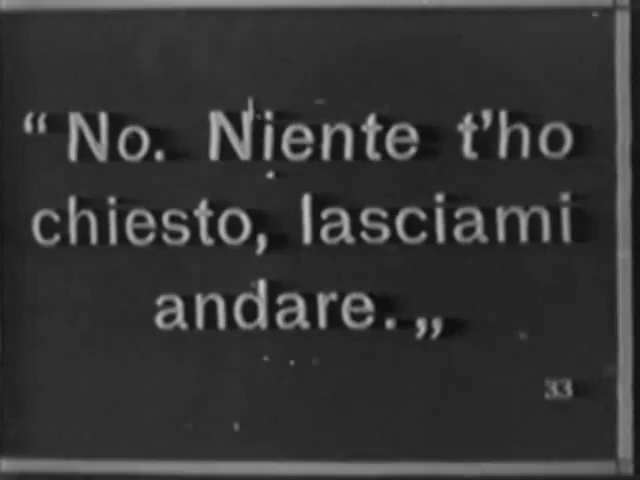 “No. Niente t’ho
chiesto, lasciami
andare.„
33